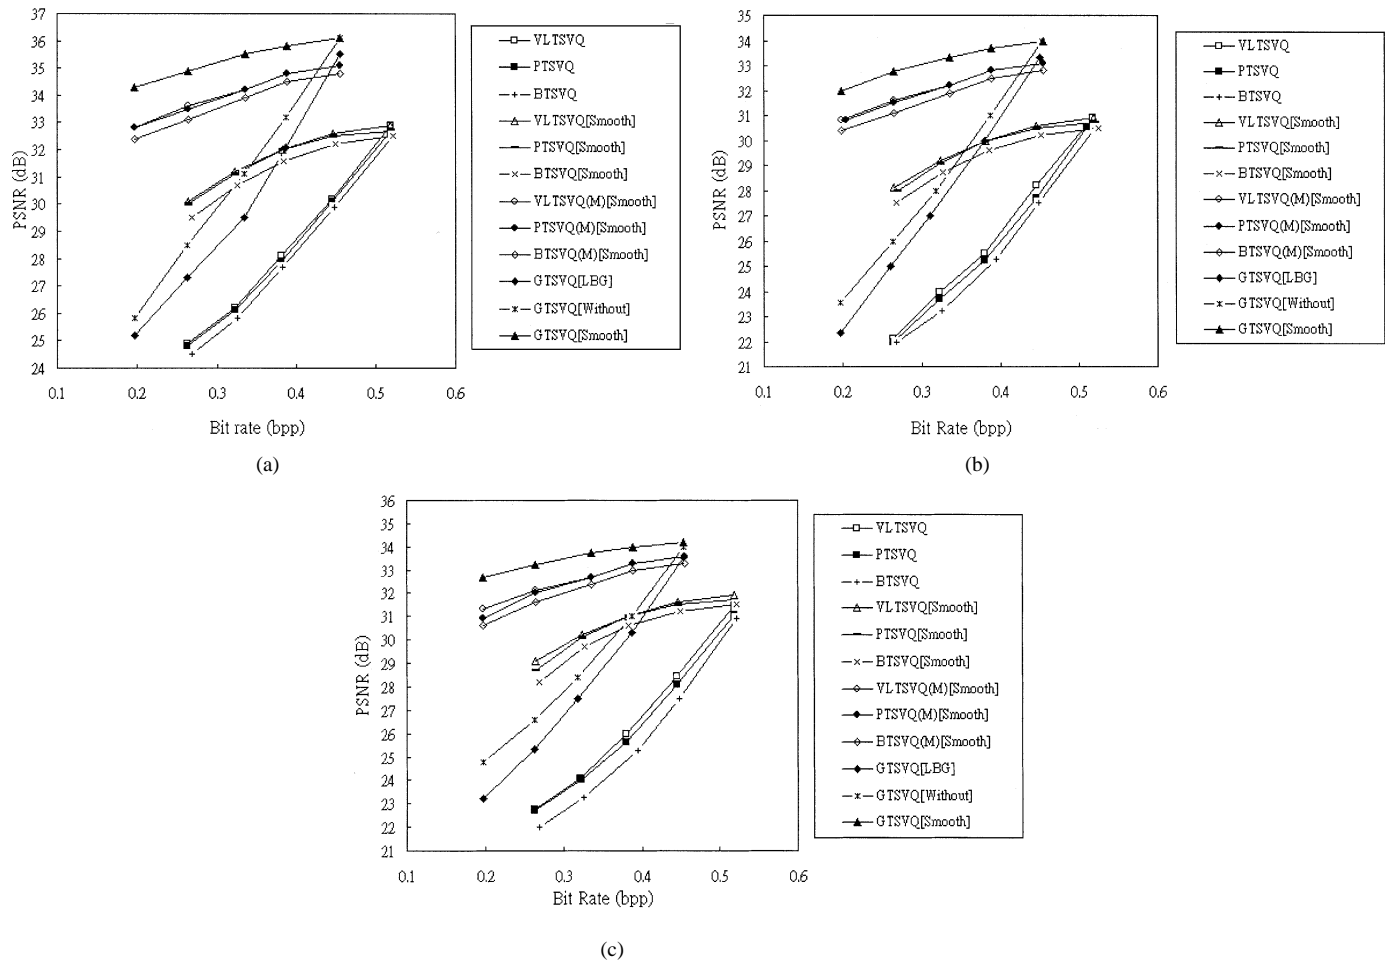 37
36
35
34
33
32
31
30
29
28
27
26
25
24
PSNR (dB)
0.1 0.2 0.3 0.4 0.5 0.6
Bit rate (bpp)
VLTSVQ
PTSVQ
BTSVQ
VLTSVQ[Smooth]
PTSVQ[Smooth]
BTSVQ[Smooth]
VLTSVQ(M)[Smooth]
PTSVQ(M)[Smooth]
BTSVQ(M)[Smooth]
GTSVQ[LBG]
GTSVQ[Without]
GTSVQ[Smooth]
(a)
35
34
33
32
31
30
29
28
27
26
25
24
23
22
21
PSNR (dB)
0.1 0.2 0.3 0.4 0.5 0.6
Bit Rate (bpp)
VLTSVQ
PTSVQ
BTSVQ
VLTSVQ[Smooth]
PTSVQ[Smooth]
BTSVQ[Smooth]
VLTSVQ(M)[Smooth]
PTSVQ(M)[Smooth]
BTSVQ(M)[Smooth]
GTSVQ[LBG]
GTSVQ[Without]
GTSVQ[Smooth]
(b)
36
35
34
33
32
31
30
29
28
27
26
25
24
23
22
21
PSNR (dB)
0.1 0.2 0.3 0.4 0.5 0.6
Bit Rate (bpp)
VLTSVQ
PTSVQ
BTSVQ
VLTSVQ[Smooth]
PTSVQ[Smooth]
BTSVQ[Smooth]
VLTSVQ(M)[Smooth]
PTSVQ(M)[Smooth]
BTSVQ(M)[Smooth]
GTSVQ[LBG]
GTSVQ[Without]
GTSVQ[Smooth]
(c)